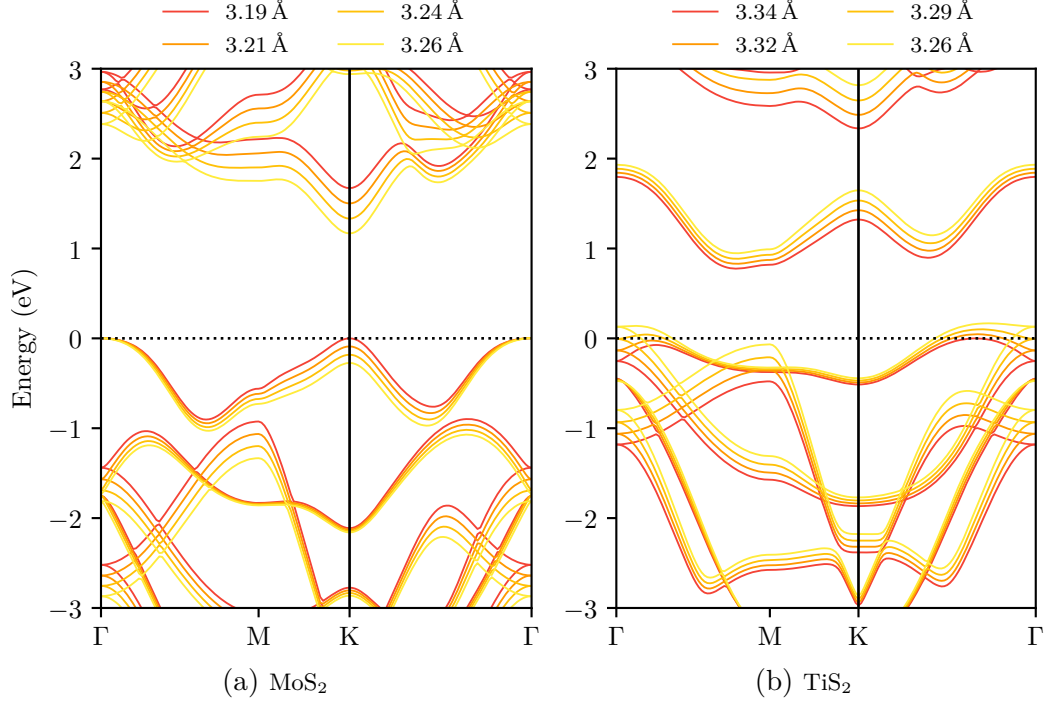 3.19 Å 3.24 Å 3.34 Å 3.29 Å
3.21 Å 3.26 Å 3.32 Å 3.26 Å
Energy (eV)
3 3
2 2
1 1
0 0
−1 −1
−2 −2
−3 −3
Γ M K Γ Γ M K Γ
(a) MoS₂ (b) TiS₂